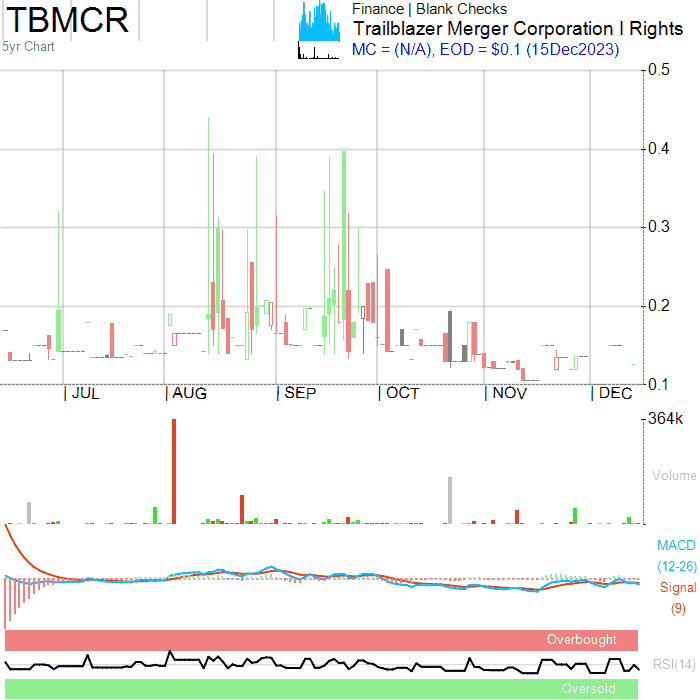 TBMCR
5yr Chart
Finance | Blank Checks
Trailblazer Merger Corporation I Rights
MC = (N/A), EOD = $0.1 (15Dec2023)
0.5
0.4
0.3
0.2
0.1
JUL AUG SEP OCT NOV DEC
364k
Volume
MACD
(12-26)
Signal
(9)
Overbought
RSI(14)
Oversold